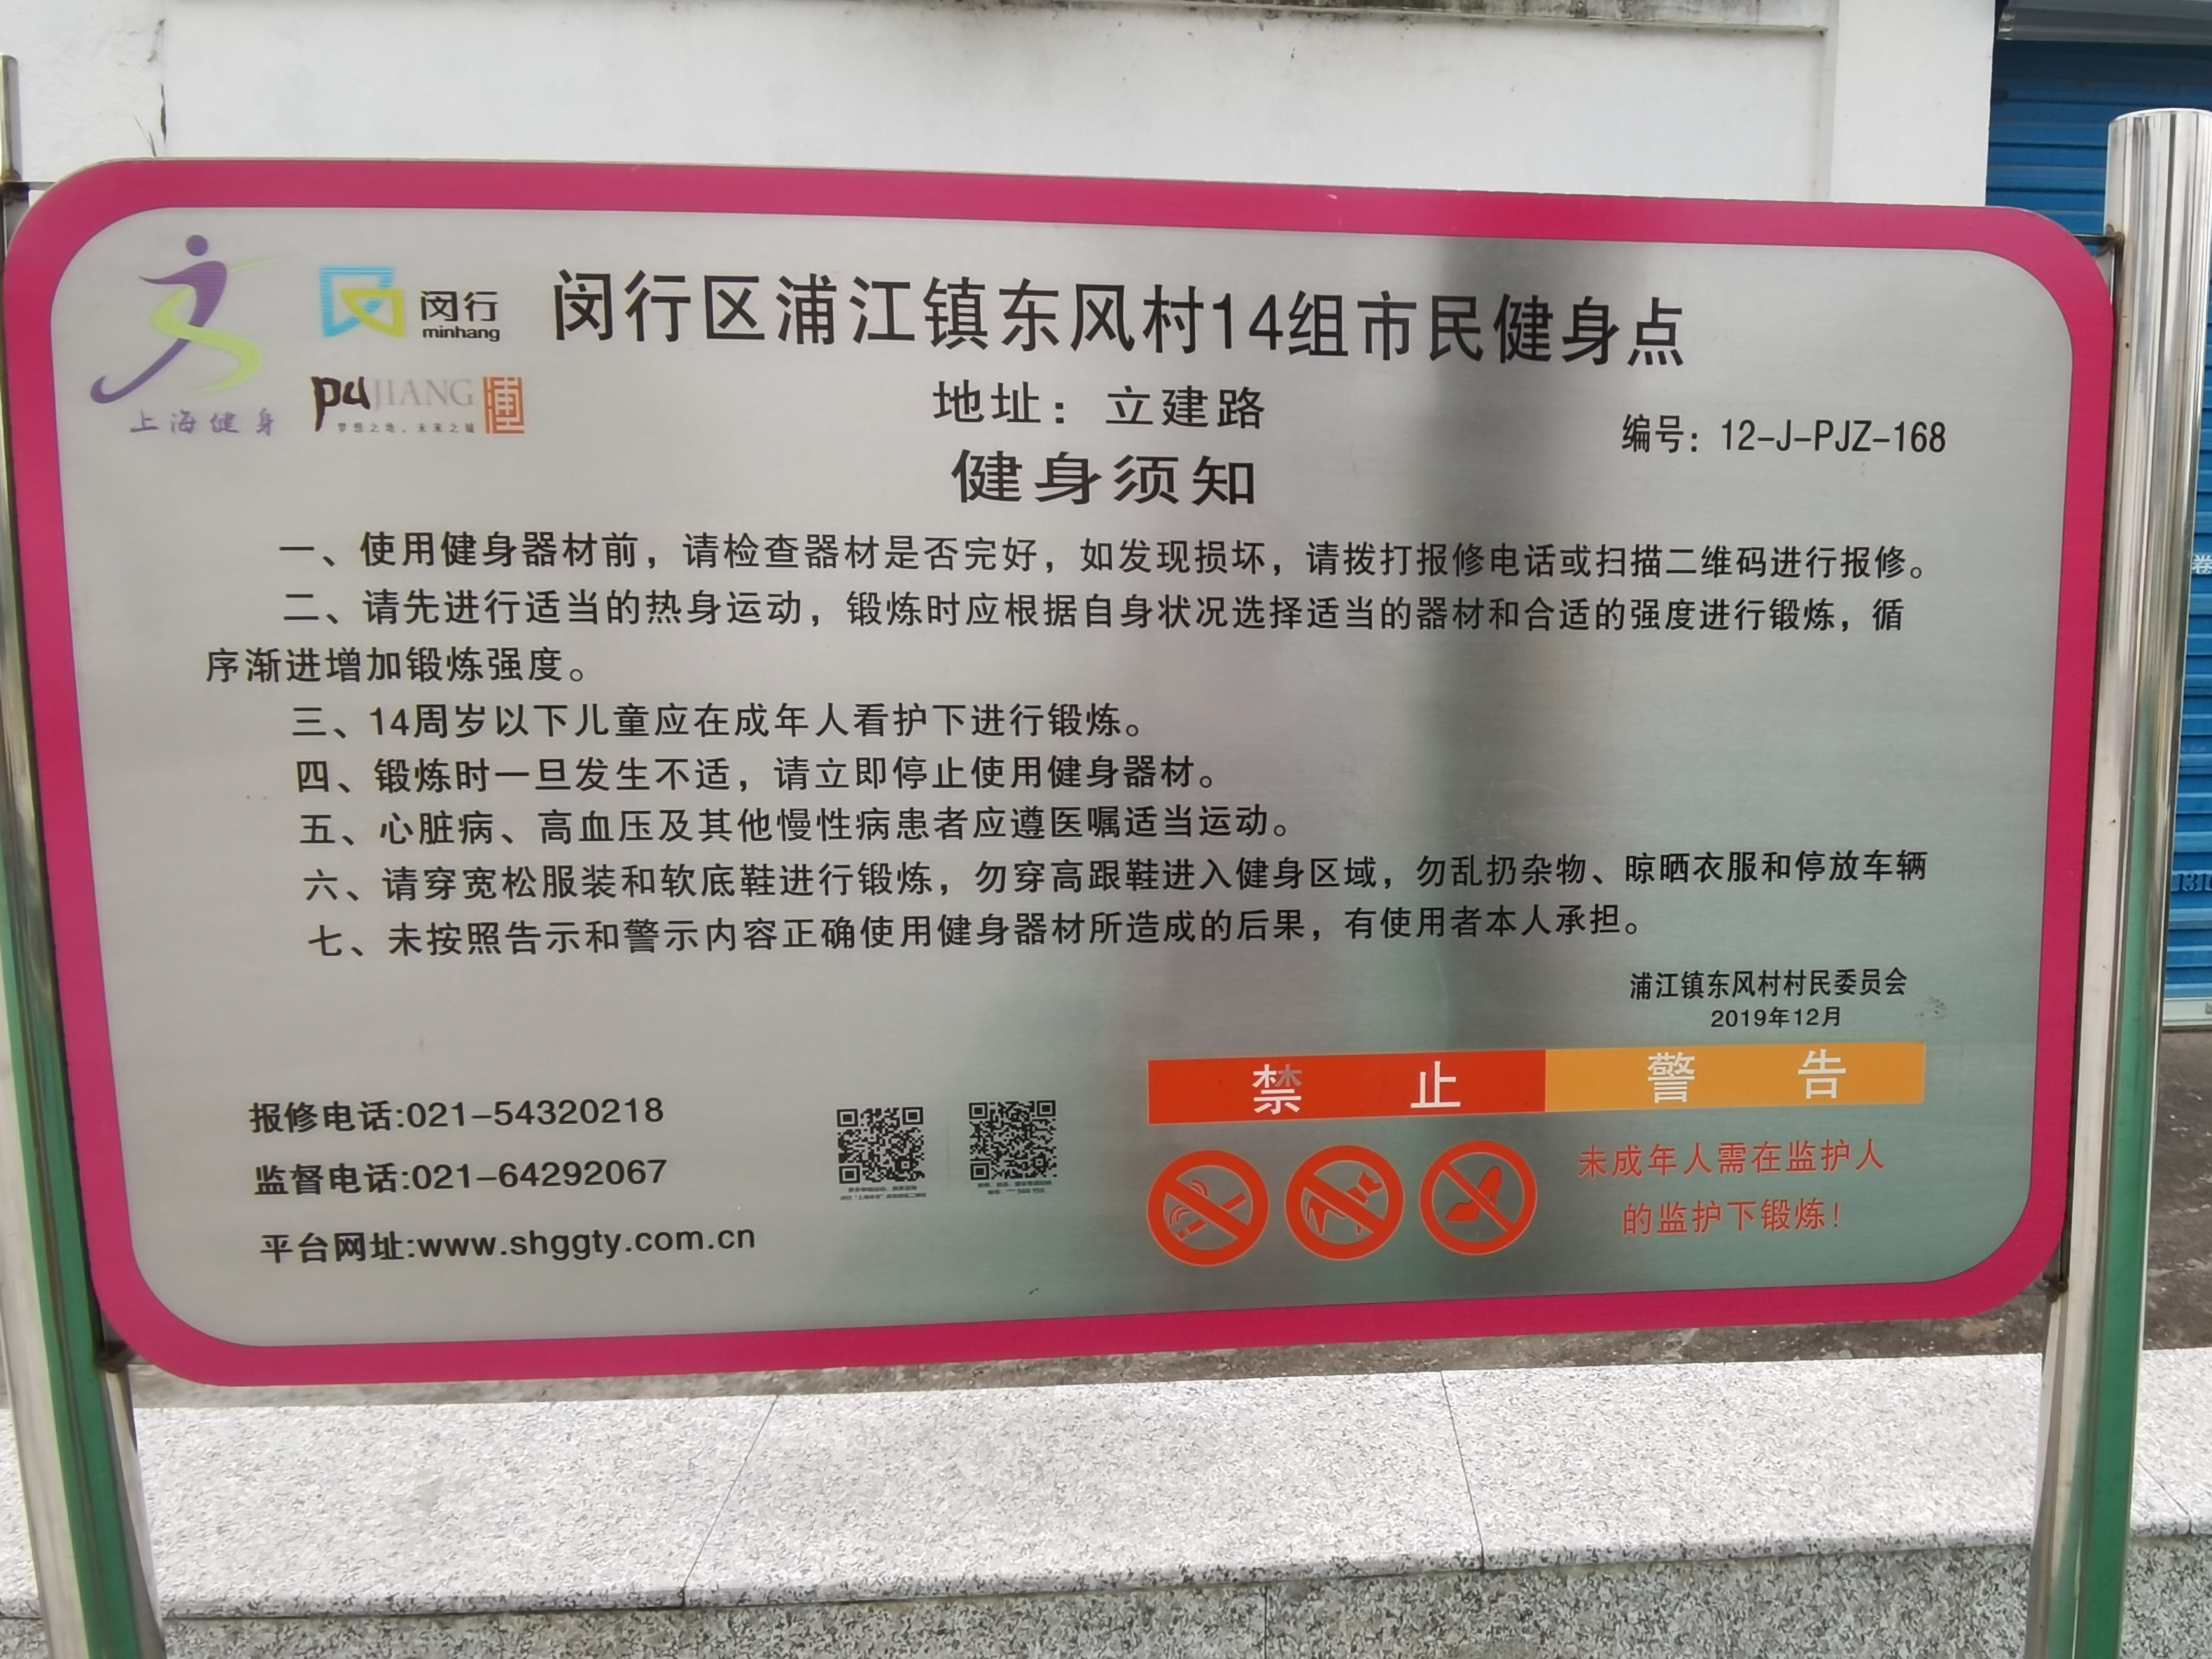 闵行区浦江镇东风村14组市民健身点
闵行
minhang
puJIANG
梦想之地，未来之城
上海健身
地址：立建路
编号：12-J-PJZ-168
健身须知
一、使用健身器材前，请检查器材是否完好，如发现损坏，请拨打报修电话或扫描二维码进行报修。
二、请先进行适当的热身运动，锻炼时应根据自身状况选择适当的器材和合适的强度进行锻炼，循
序渐进增加锻炼强度。
三、14周岁以下儿童应在成年人看护下进行锻炼。
四、锻炼时一旦发生不适，请立即停止使用健身器材。
五、心脏病、高血压及其他慢性病患者应遵医嘱适当运动。
六、请穿宽松服装和软底鞋进行锻炼，勿穿高跟鞋进入健身区域，勿乱扔杂物、晾晒衣服和停放车辆
七、未按照告示和警示内容正确使用健身器材所造成的后果，有使用者本人承担。
浦江镇东风村村民委员会
2019年12月
报修电话:021-54320218
监督电话:021-64292067
平台网址:www.shggty.com.cn
禁止
警告
未成年人需在监护人
的监护下锻炼！
卷